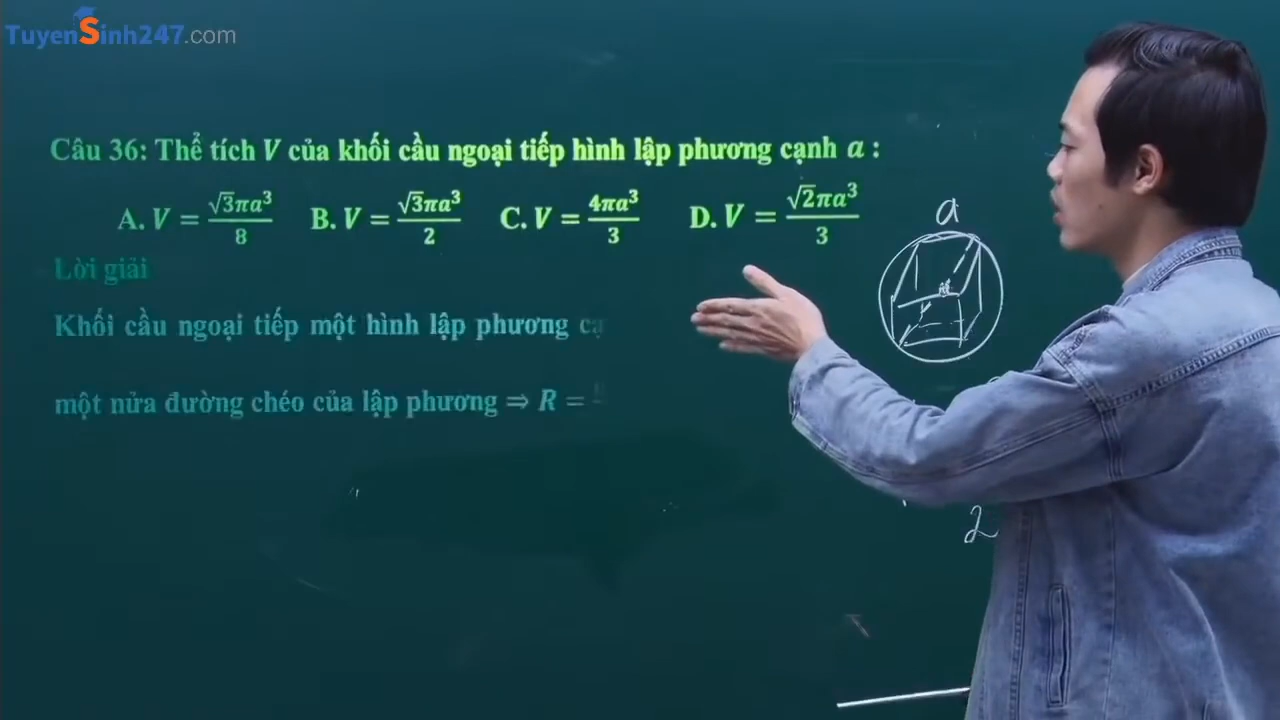 TuyenSinh247.com
Câu 36: Thể tích V của khối cầu ngoại tiếp hình lập phương cạnh a :
A. V = √3πa³/8 B. V = √3πa³/2 C. V = 4πa³/3 D. V = √2πa³/3
a
Lời giải
Khối cầu ngoại tiếp một hình lập phương
một nửa đường chéo của lập phương ⇒ R =
2